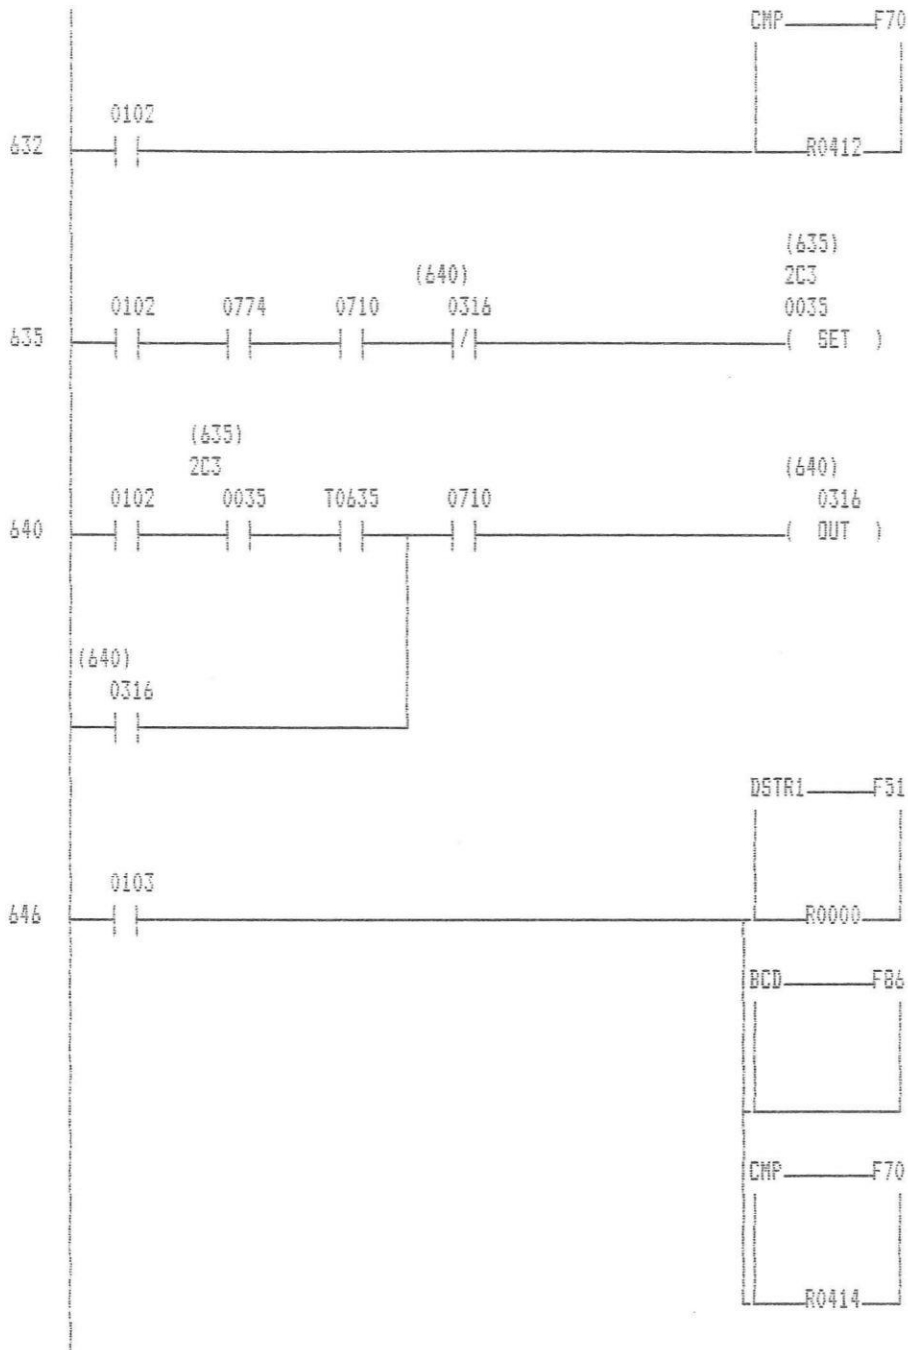 CMP F70
0102
632 R0412
(635)
(640) 2C3
0102 0774 0710 0316 0035
635 ( SET )
(635)
2C3 (640)
0102 0035 T0635 0710 0316
640 ( OUT )
(640)
0316
DSTR1 F51
0103
646 R0000
BCD F86
CMP F70
R0414